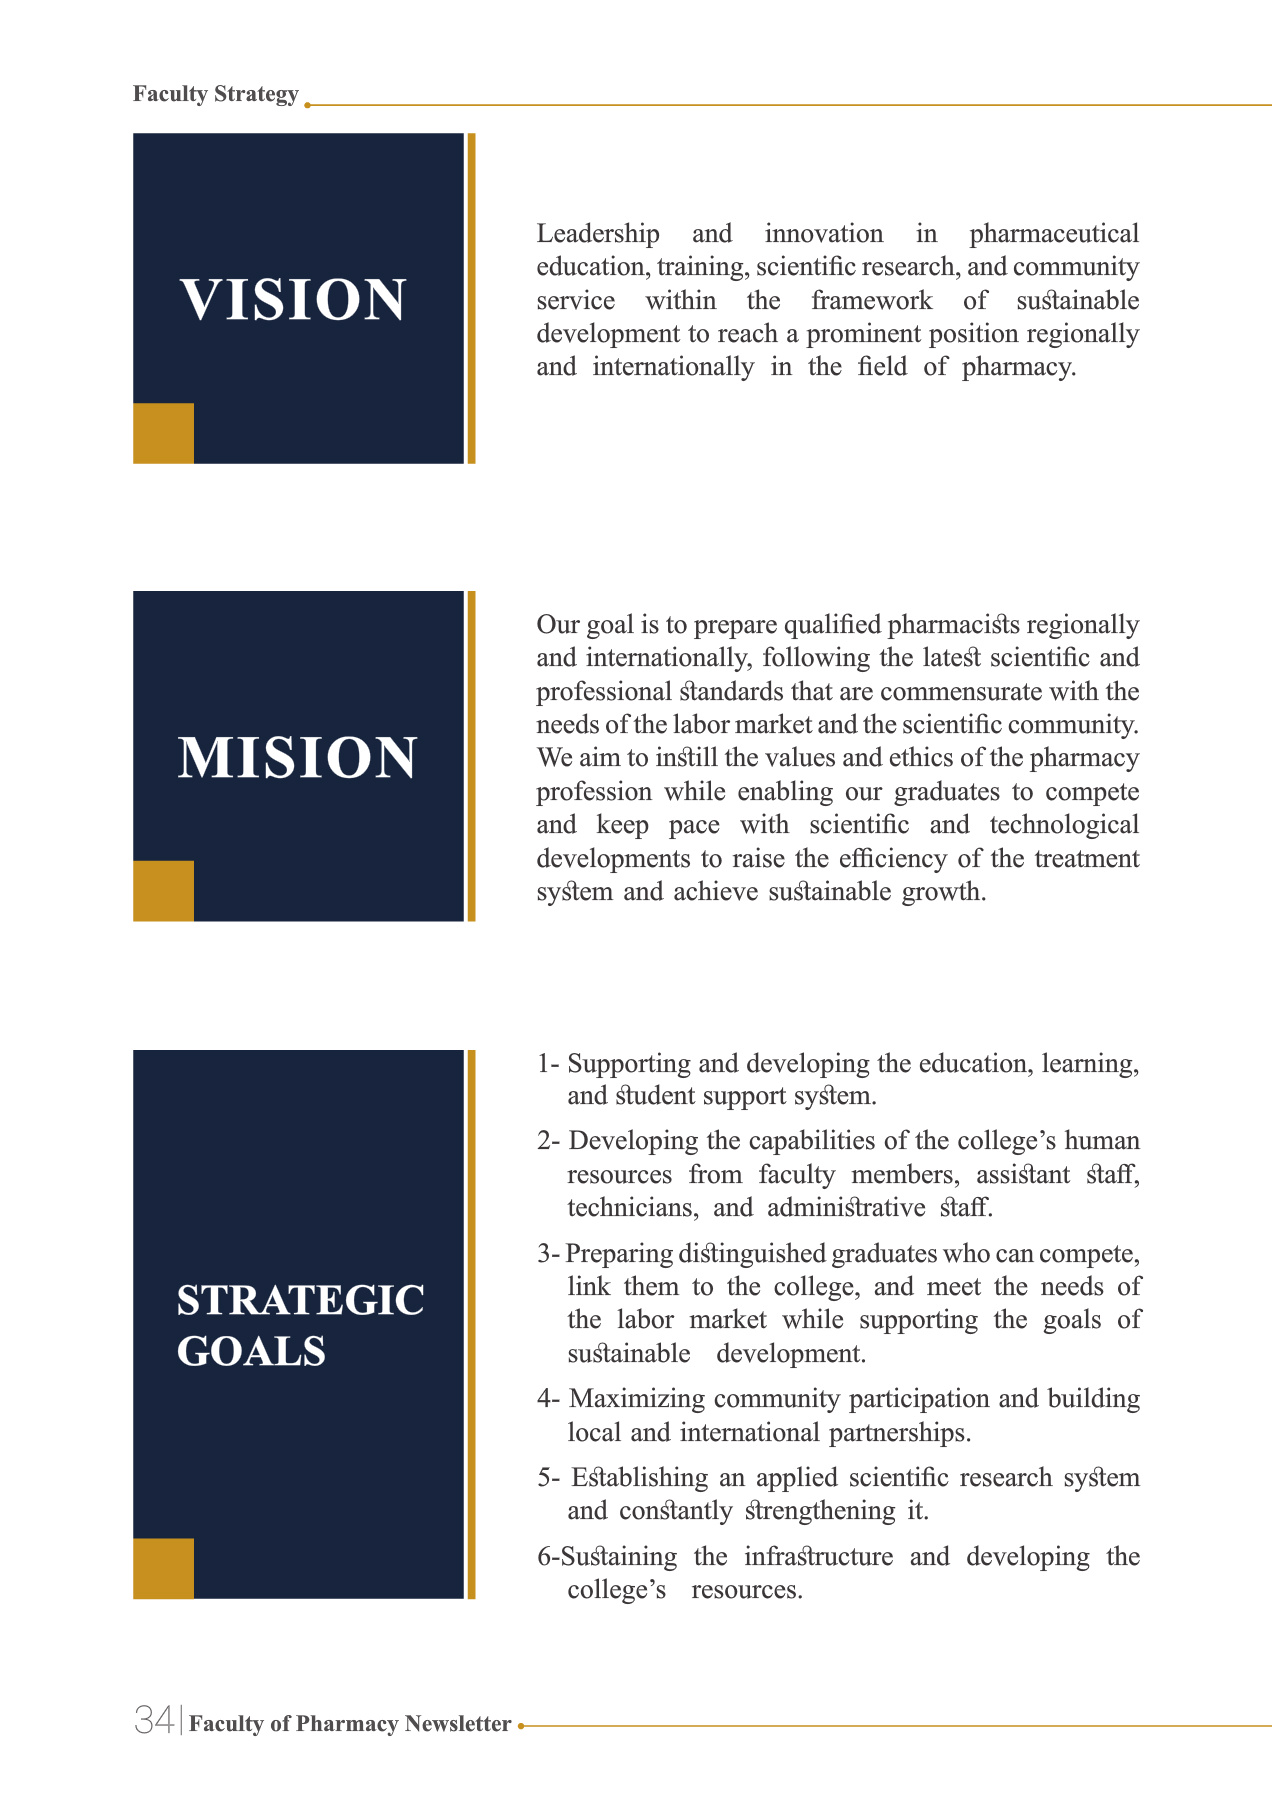 Faculty Strategy
VISION
Leadership and innovation in pharmaceutical
education, training, scientific research, and community
service within the framework of sustainable
development to reach a prominent position regionally
and internationally in the field of pharmacy.
MISION
Our goal is to prepare qualified pharmacists regionally
and internationally, following the latest scientific and
professional standards that are commensurate with the
needs of the labor market and the scientific community.
We aim to instill the values and ethics of the pharmacy
profession while enabling our graduates to compete
and keep pace with scientific and technological
developments to raise the efficiency of the treatment
system and achieve sustainable growth.
STRATEGIC
GOALS
1- Supporting and developing the education, learning,
and student support system.
2- Developing the capabilities of the college’s human
resources from faculty members, assistant staff,
technicians, and administrative staff.
3- Preparing distinguished graduates who can compete,
link them to the college, and meet the needs of
the labor market while supporting the goals of
sustainable development.
4- Maximizing community participation and building
local and international partnerships.
5- Establishing an applied scientific research system
and constantly strengthening it.
6-Sustaining the infrastructure and developing the
college’s resources.
34| Faculty of Pharmacy Newsletter